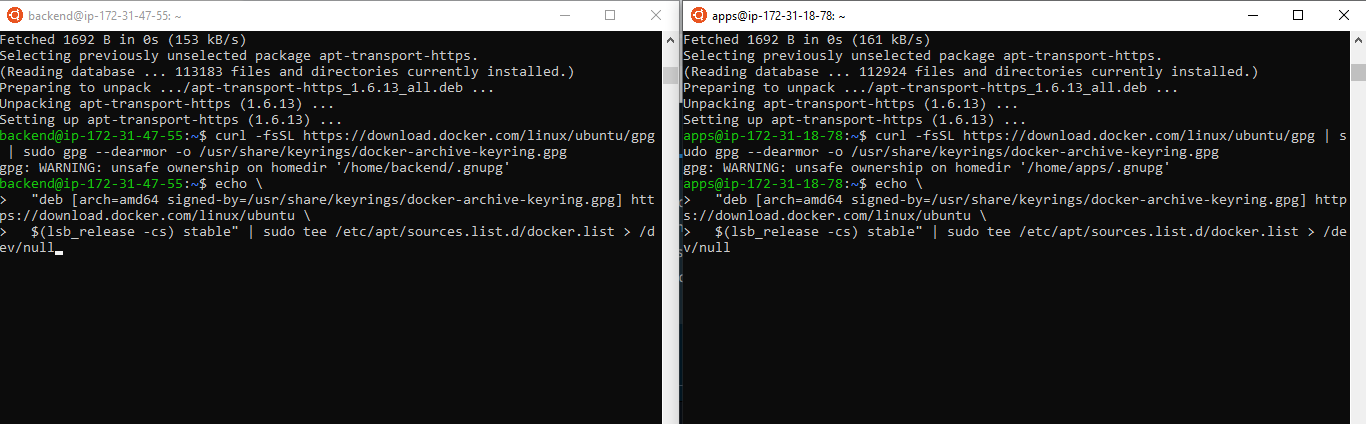 backend@ip-172-31-47-55: ~
Fetched 1692 B in 0s (153 kB/s)
Selecting previously unselected package apt-transport-https.
(Reading database ... 113183 files and directories currently installed.)
Preparing to unpack .../apt-transport-https_1.6.13_all.deb ...
Unpacking apt-transport-https (1.6.13) ...
Setting up apt-transport-https (1.6.13) ...
backend@ip-172-31-47-55:~$ curl -fsSL https://download.docker.com/linux/ubuntu/gpg
 | sudo gpg --dearmor -o /usr/share/keyrings/docker-archive-keyring.gpg
gpg: WARNING: unsafe ownership on homedir '/home/backend/.gnupg'
backend@ip-172-31-47-55:~$ echo \
>   "deb [arch=amd64 signed-by=/usr/share/keyrings/docker-archive-keyring.gpg] htt
ps://download.docker.com/linux/ubuntu \
>   $(lsb_release -cs) stable" | sudo tee /etc/apt/sources.list.d/docker.list > /d
ev/null
apps@ip-172-31-18-78: ~
Fetched 1692 B in 0s (161 kB/s)
Selecting previously unselected package apt-transport-https.
(Reading database ... 112924 files and directories currently installed.)
Preparing to unpack .../apt-transport-https_1.6.13_all.deb ...
Unpacking apt-transport-https (1.6.13) ...
Setting up apt-transport-https (1.6.13) ...
apps@ip-172-31-18-78:~$ curl -fsSL https://download.docker.com/linux/ubuntu/gpg | s
udo gpg --dearmor -o /usr/share/keyrings/docker-archive-keyring.gpg
gpg: WARNING: unsafe ownership on homedir '/home/apps/.gnupg'
apps@ip-172-31-18-78:~$ echo \
>   "deb [arch=amd64 signed-by=/usr/share/keyrings/docker-archive-keyring.gpg] http
s://download.docker.com/linux/ubuntu \
>   $(lsb_release -cs) stable" | sudo tee /etc/apt/sources.list.d/docker.list > /de
v/null